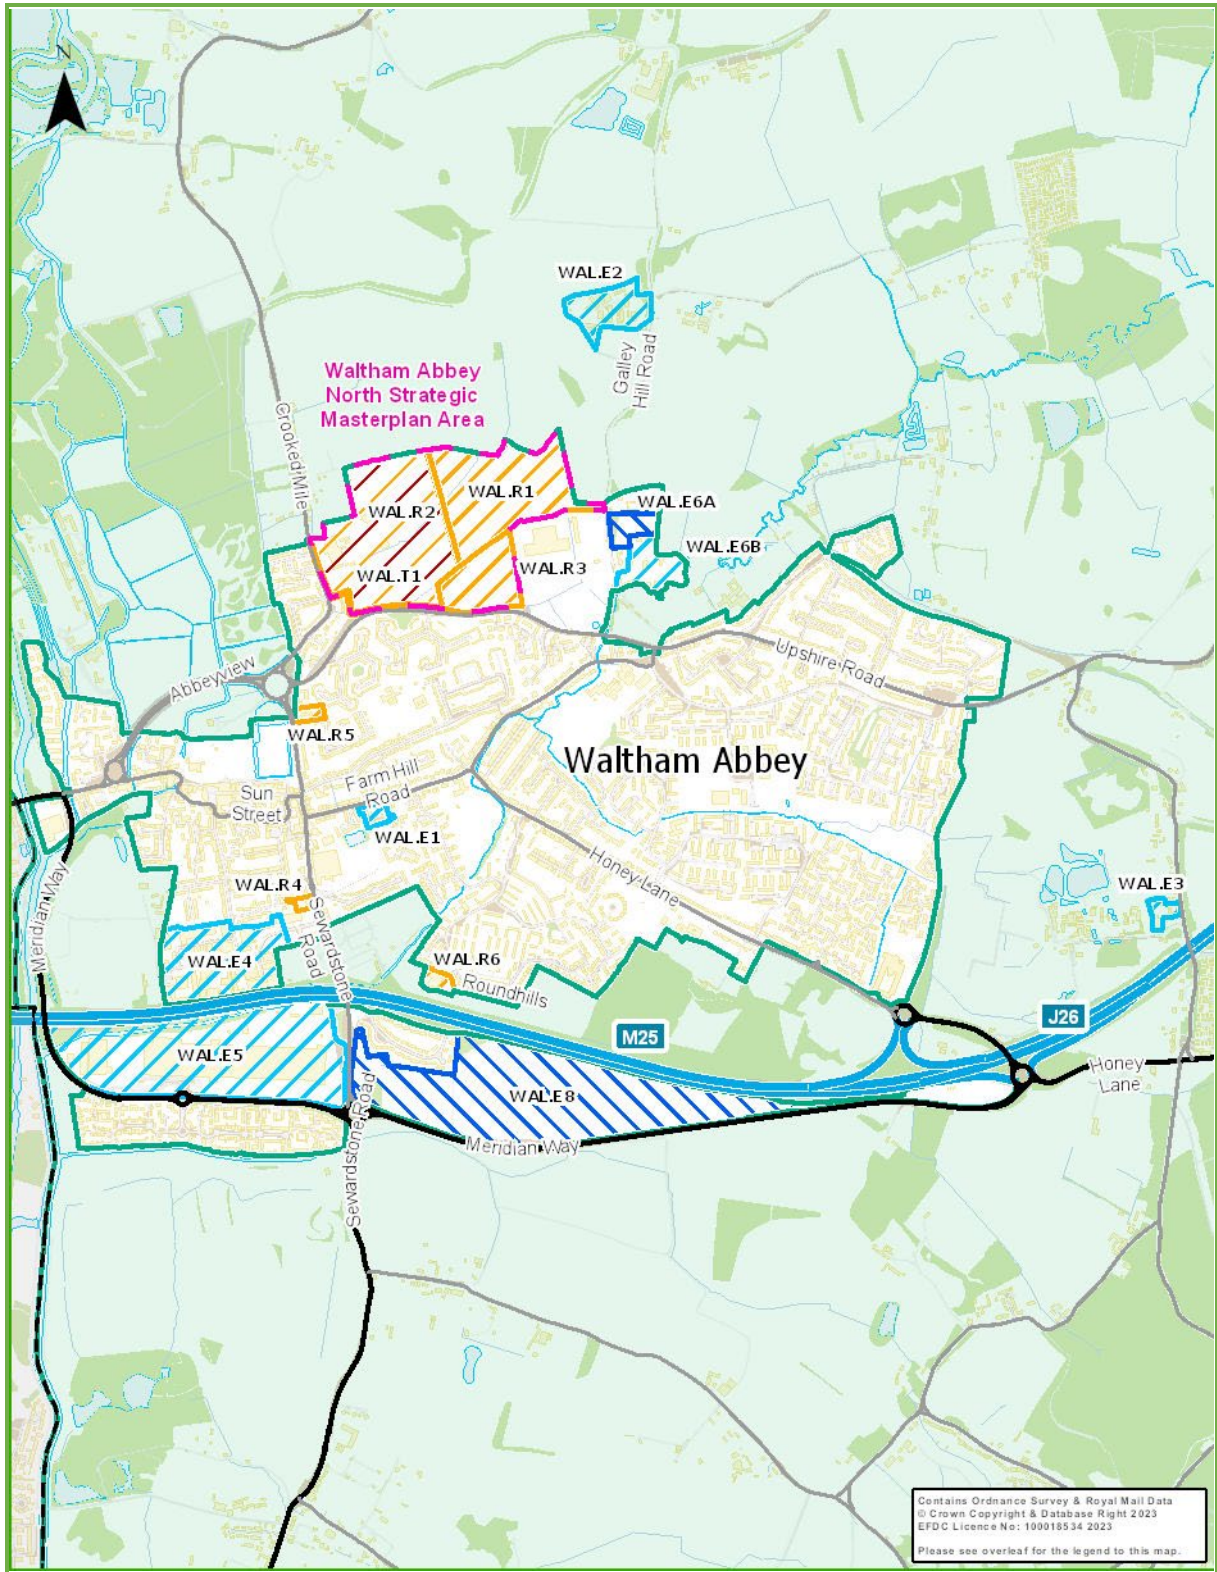 N
WAL.E2
Galley
Hill Road
Waltham Abbey
North Strategic
Masterplan Area
Crooked Mile
WAL.R1
WAL.R2
WAL.E6A
WAL.E6B
WAL.R3
WAL.T1
Upshire Road
Abbeyview
WAL.R5
Waltham Abbey
Farm Hill
Road
Sun
Street
WAL.E1
Honey Lane
Meridian Way
WAL.R4
WAL.E3
Sewardstone
Road
WAL.E4
WAL.R6
Roundhills
J26
M25
WAL.E5
Honey
Lane
WAL.E8
Meridian Way
Sewardstone Road
Contains Ordnance Survey & Royal Mail Data
© Crown Copyright & Database Right 2023
EFDC Licence No: 100018534 2023
Please see overleaf for the legend to this map.